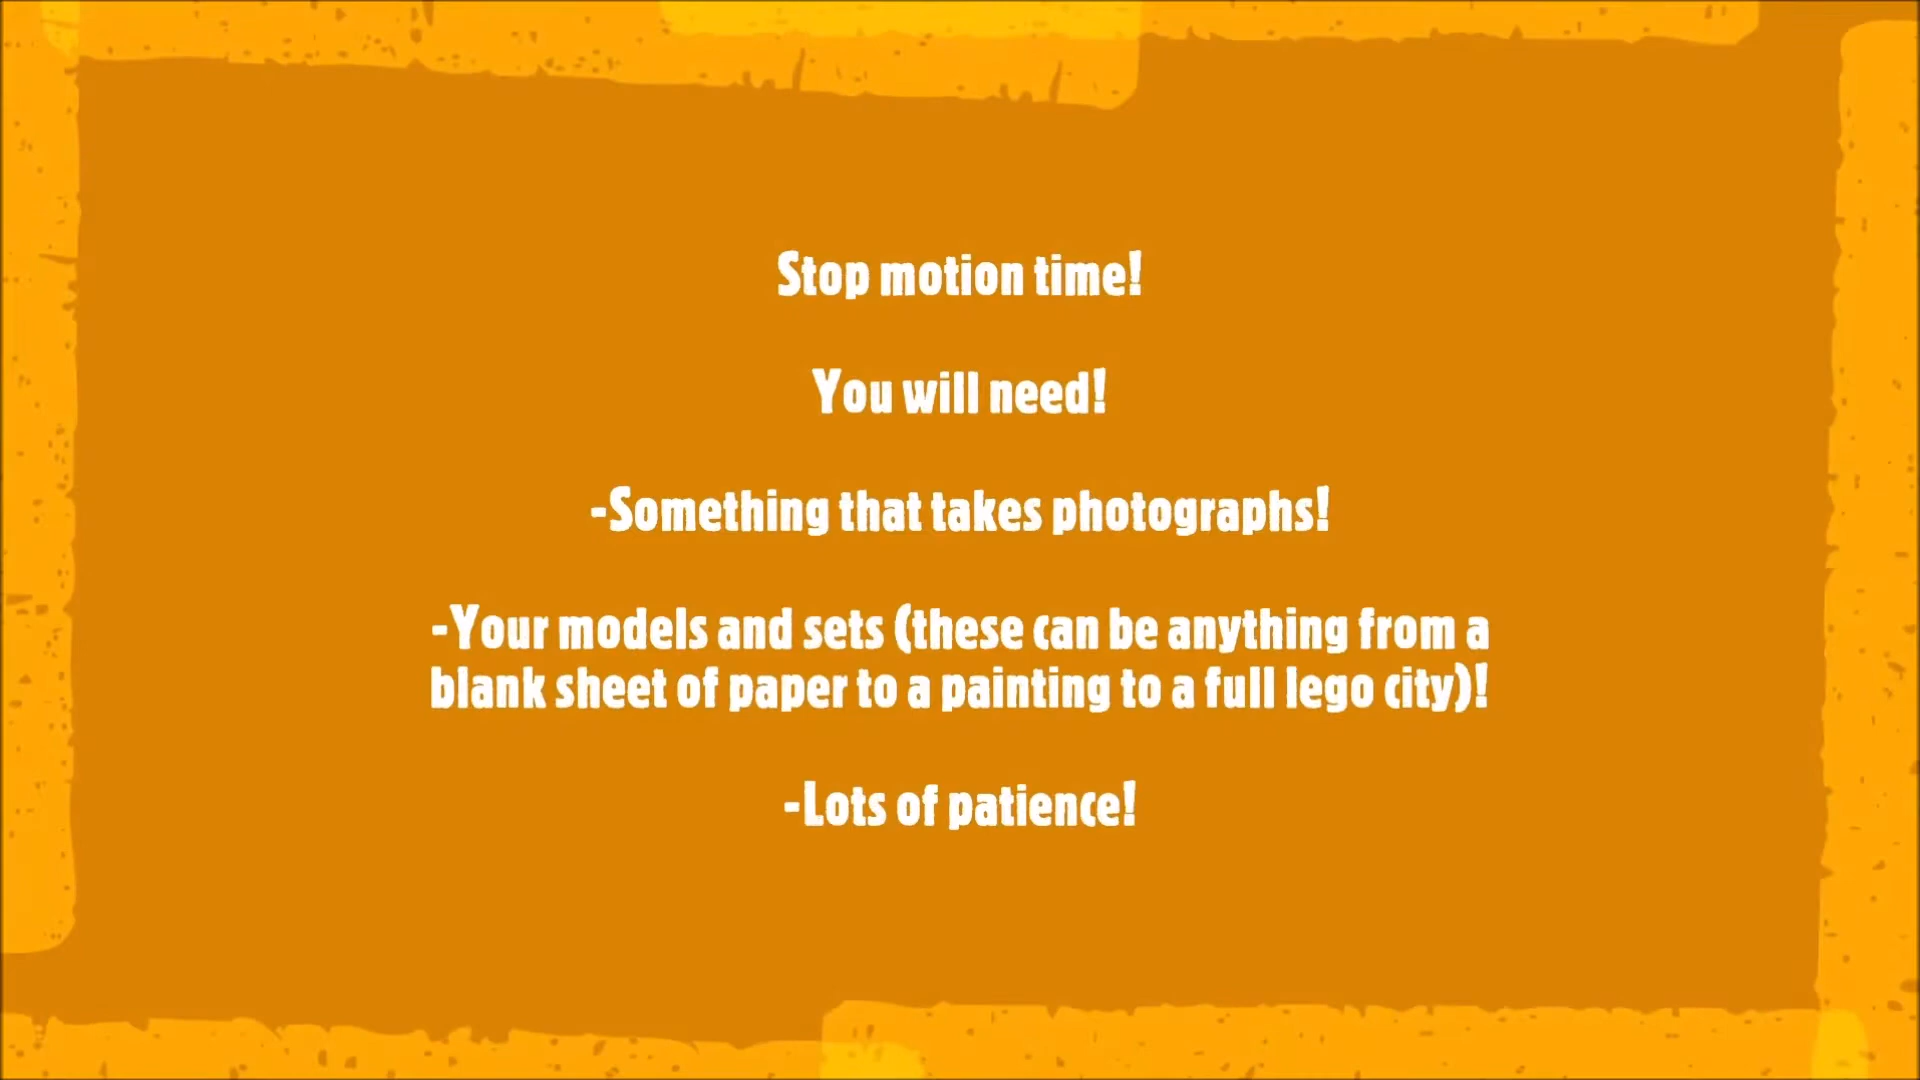 Stop motion time!
You will need!
-Something that takes photographs!
-Your models and sets (these can be anything from a
blank sheet of paper to a painting to a full lego city)!
-Lots of patience!